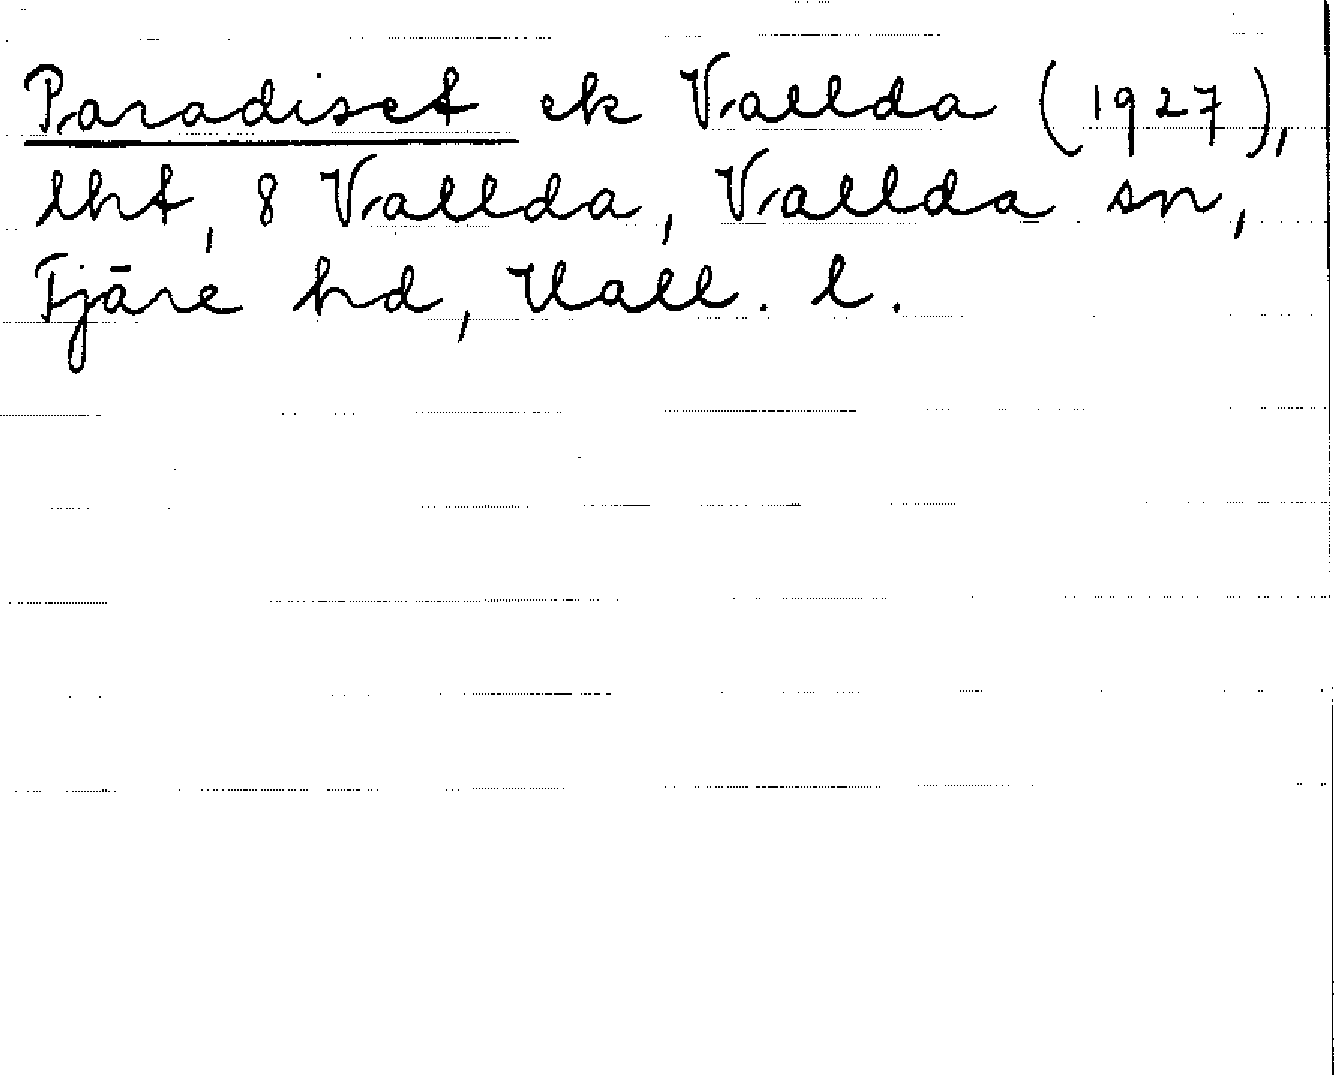 Paradiset ek Vallda (1927),
lht, 8 Vallda, Vallda sn,
Fjäre hd, Hall. l.